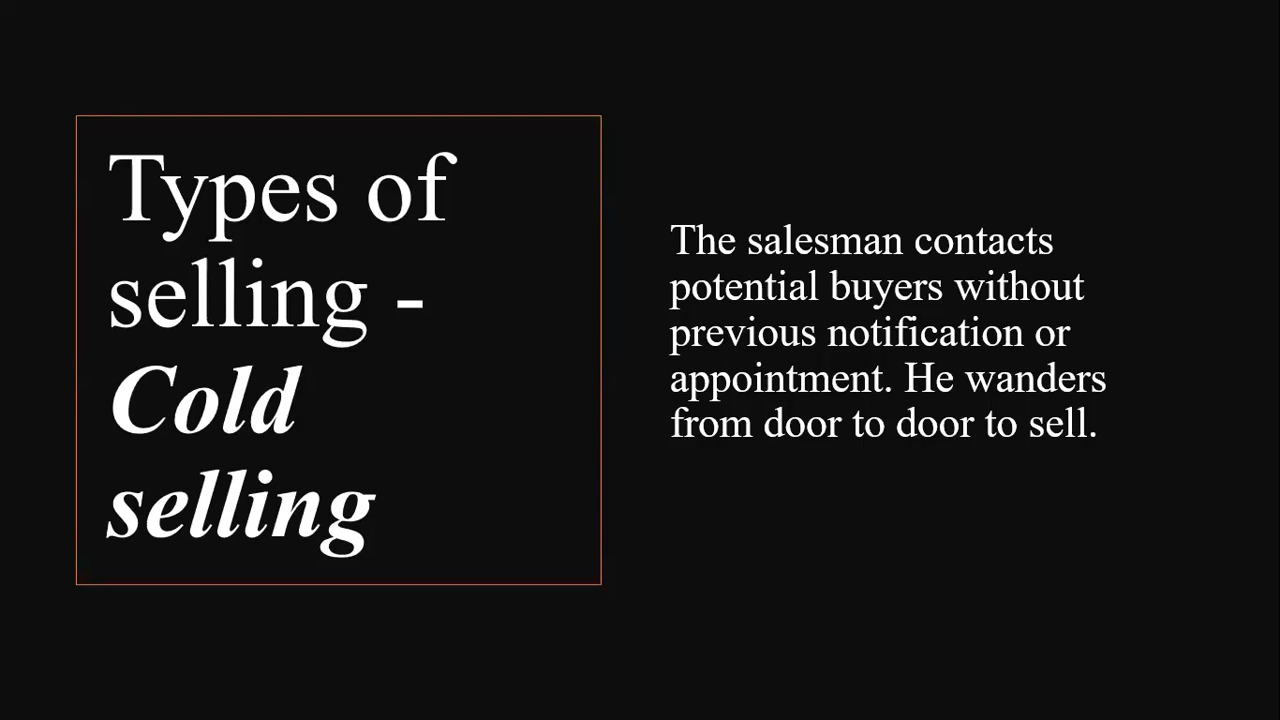 Types of
selling -
Cold
selling
The salesman contacts
potential buyers without
previous notification or
appointment. He wanders
from door to door to sell.